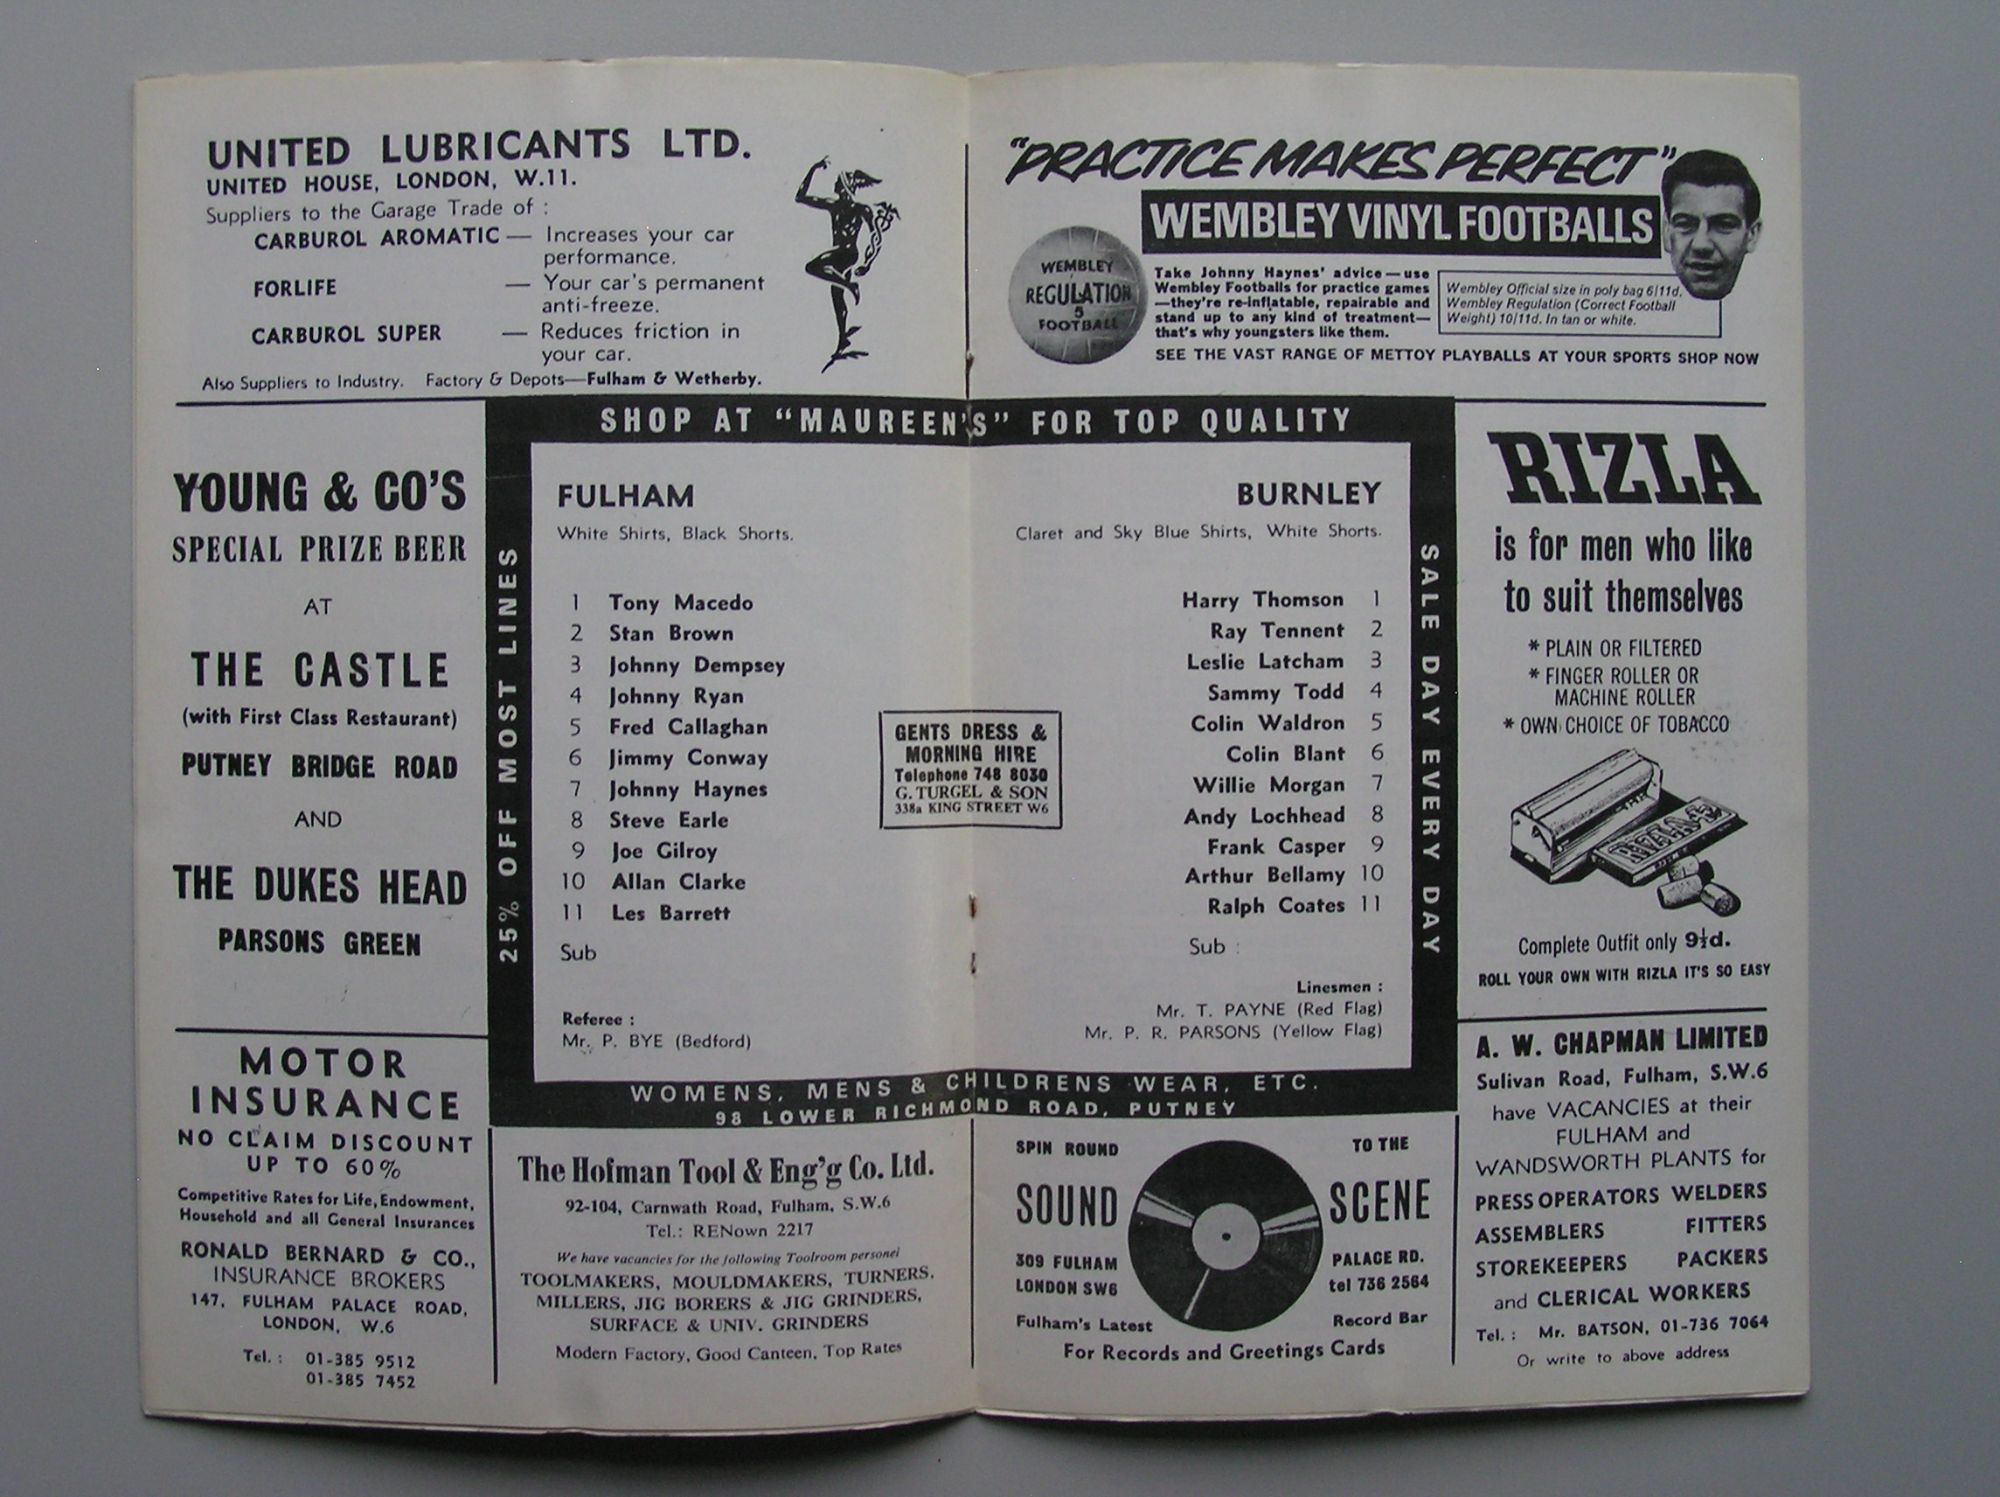 UNITED LUBRICANTS LTD.
UNITED HOUSE, LONDON, W.11.
Suppliers to the Garage Trade of :
CARBUROL AROMATIC — Increases your car
performance.
FORLIFE — Your car's permanent
anti-freeze.
CARBUROL SUPER — Reduces friction in
your car.
Also Suppliers to Industry. Factory & Depots—Fulham & Wetherby.
"PRACTICE MAKES PERFECT"
WEMBLEY VINYL FOOTBALLS
WEMBLEY
REGULATION
5
FOOTBALL
Take Johnny Haynes' advice—use
Wembley Footballs for practice games
—they're re-inflatable, repairable and
stand up to any kind of treatment—
that's why youngsters like them.
Wembley Official size in poly bag 6/11d.
Wembley Regulation (Correct Football
Weight) 10/11d. In tan or white.
SEE THE VAST RANGE OF METTOY PLAYBALLS AT YOUR SPORTS SHOP NOW
YOUNG & CO'S
SPECIAL PRIZE BEER
AT
THE CASTLE
(with First Class Restaurant)
PUTNEY BRIDGE ROAD
AND
THE DUKES HEAD
PARSONS GREEN
SHOP AT "MAUREEN'S" FOR TOP QUALITY
25% OFF MOST LINES
FULHAM
White Shirts, Black Shorts.
1 Tony Macedo
2 Stan Brown
3 Johnny Dempsey
4 Johnny Ryan
5 Fred Callaghan
6 Jimmy Conway
7 Johnny Haynes
8 Steve Earle
9 Joe Gilroy
10 Allan Clarke
11 Les Barrett
Sub
Referee :
Mr. P. BYE (Bedford)
GENTS DRESS &
MORNING HIRE
Telephone 748 8030
G. TURGEL & SON
338a KING STREET W6
BURNLEY
Claret and Sky Blue Shirts, White Shorts.
Harry Thomson 1
Ray Tennent 2
Leslie Latcham 3
Sammy Todd 4
Colin Waldron 5
Colin Blant 6
Willie Morgan 7
Andy Lochhead 8
Frank Casper 9
Arthur Bellamy 10
Ralph Coates 11
Sub :
Linesmen :
Mr. T. PAYNE (Red Flag)
Mr. P. R. PARSONS (Yellow Flag)
SALE DAY EVERY DAY
WOMENS, MENS & CHILDRENS WEAR, ETC.
98 LOWER RICHMOND ROAD, PUTNEY
RIZLA
is for men who like
to suit themselves
* PLAIN OR FILTERED
* FINGER ROLLER OR
MACHINE ROLLER
* OWN CHOICE OF TOBACCO
RIZLA+
Complete Outfit only 9½d.
ROLL YOUR OWN WITH RIZLA IT'S SO EASY
MOTOR
INSURANCE
NO CLAIM DISCOUNT
UP TO 60%
Competitive Rates for Life, Endowment,
Household and all General Insurances
RONALD BERNARD & CO.,
INSURANCE BROKERS
147, FULHAM PALACE ROAD,
LONDON, W.6
Tel. : 01-385 9512
01-385 7452
The Hofman Tool & Eng'g Co. Ltd.
92-104, Carnwath Road, Fulham, S.W.6
Tel.: RENown 2217
We have vacancies for the following Toolroom personel
TOOLMAKERS, MOULDMAKERS, TURNERS,
MILLERS, JIG BORERS & JIG GRINDERS,
SURFACE & UNIV. GRINDERS
Modern Factory, Good Canteen, Top Rates
SPIN ROUND TO THE
SOUND SCENE
309 FULHAM PALACE RD.
LONDON SW6 tel 736 2564
Fulham's Latest Record Bar
For Records and Greetings Cards
A. W. CHAPMAN LIMITED
Sulivan Road, Fulham, S.W.6
have VACANCIES at their
FULHAM and
WANDSWORTH PLANTS for
PRESS OPERATORS WELDERS
ASSEMBLERS FITTERS
STOREKEEPERS PACKERS
and CLERICAL WORKERS
Tel. : Mr. BATSON, 01-736 7064
Or write to above address